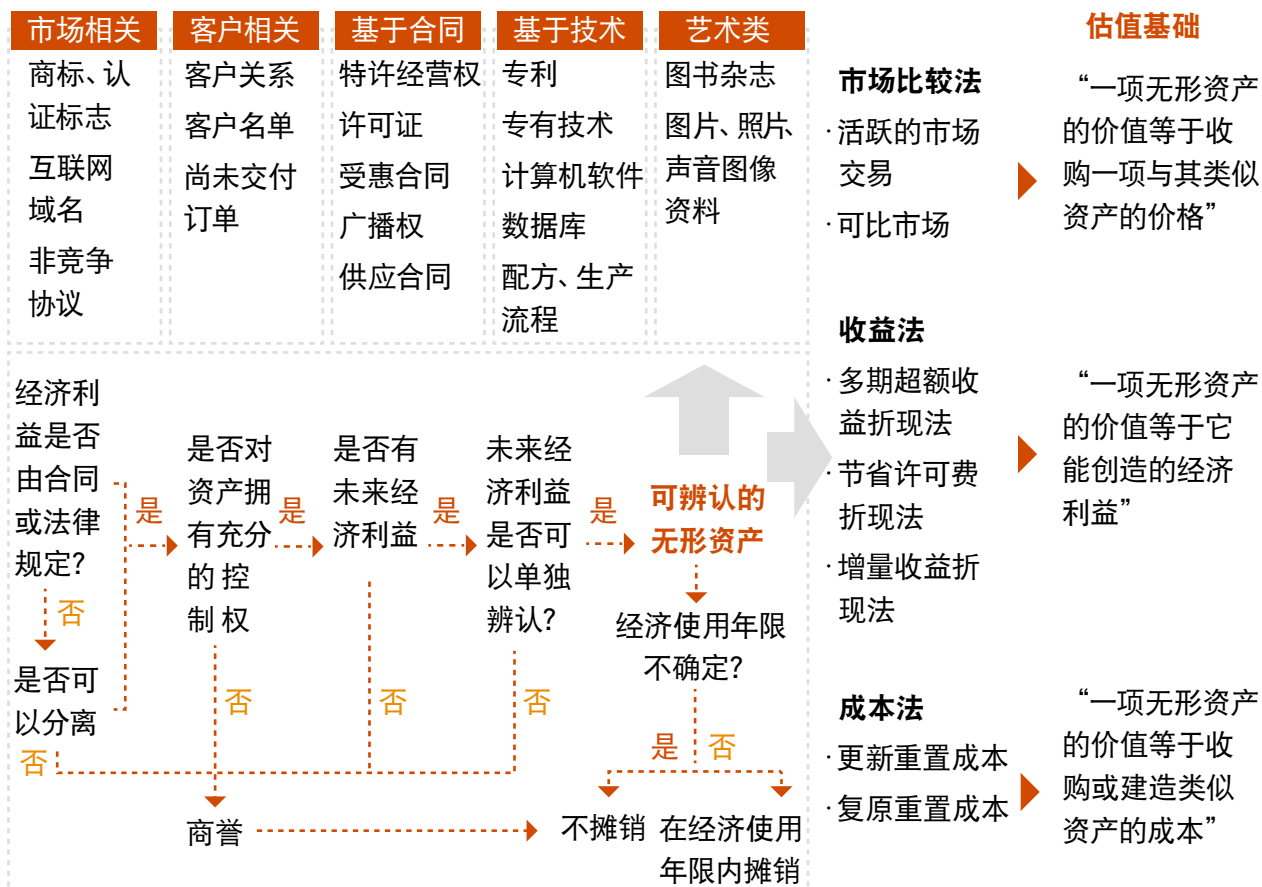 市场相关
商标、认
证标志
互联网
域名
非竞争
协议
客户相关
客户关系
客户名单
尚未交付
订单
基于合同
特许经营权
许可证
受惠合同
广播权
供应合同
基于技术
专利
专有技术
计算机软件
数据库
配方、生产
流程
艺术类
图书杂志
图片、照片、
声音图像
资料
经济利
益是否
由合同
或法律
规定?
否
是否可
以分离
否
是
是否对
资产拥
有充分
的 控
制 权
否
是
是否有
未来经
济利益
是
未来经
济利益
是否可
以单独
辨认?
否
是
可辨认的
无形资产
经济使用年限
不确定?
是
否
商誉
不摊销
在经济使用
年限内摊销
估值基础
市场比较法
·活跃的市场
交易
·可比市场
“一项无形资产
的价值等于收
购一项与其类似
资产的价格”
收益法
·多期超额收
益折现法
·节省许可费
折现法
·增量收益折
现法
“一项无形资产
的价值等于它
能创造的经济
利益”
成本法
·更新重置成本
·复原重置成本
“一项无形资产
的价值等于收
购或建造类似
资产的成本”